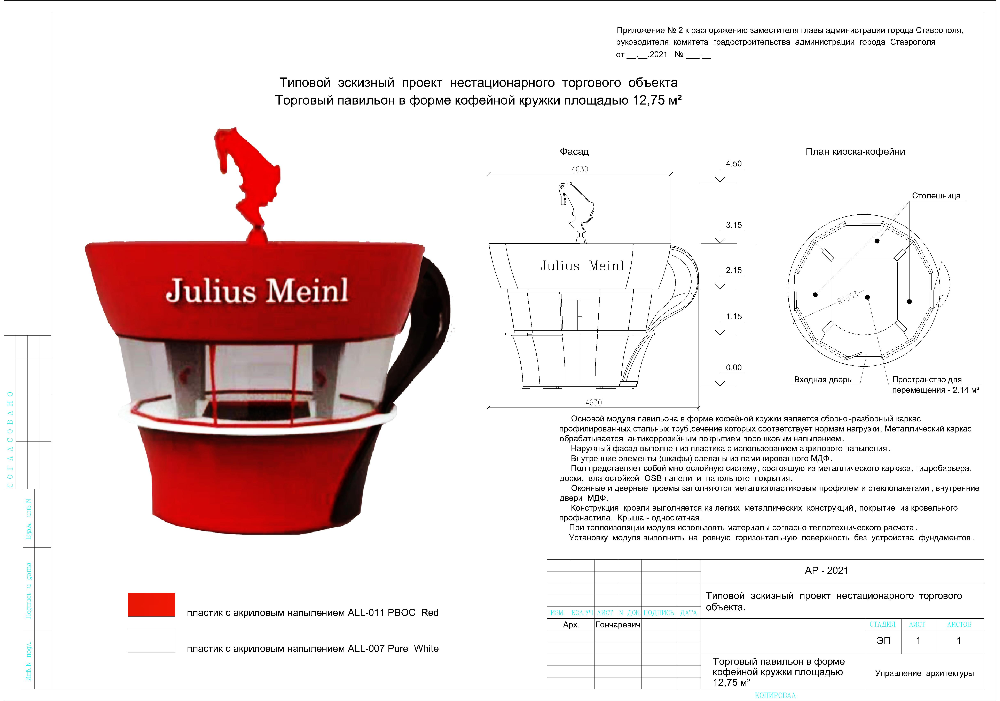 Приложение № 2 к распоряжению заместителя главы администрации города Ставрополя,
руководителя комитета градостроительства администрации города Ставрополя
от __.__.2021 № ___-__
Типовой эскизный проект нестационарного торгового объекта
Торговый павильон в форме кофейной кружки площадью 12,75 м²
Julius Meinl
Фасад
4030
Julius Meinl
4630
4.50
3.15
2.15
1.15
0.00
План киоска-кофейни
Столешница
R1653
Входная дверь
Пространство для
перемещения - 2.14 м²
Основой модуля павильона в форме кофейной кружки является сборно-разборный каркас
профилированных стальных труб,сечение которых соответствует нормам нагрузки. Металлический каркас
обрабатывается антикоррозийным покрытием порошковым напылением.
Наружный фасад выполнен из пластика с использованием акрилового напыления.
Внутренние элементы (шкафы) сделаны из ламинированного МДФ.
Пол представляет собой многослойную систему, состоящую из металлического каркаса, гидробарьера,
доски, влагостойкой OSB-панели и напольного покрытия.
Оконные и дверные проемы заполняются металлопластиковым профилем и стеклопакетами, внутренние
двери МДФ.
Конструкция кровли выполняется из легких металлических конструкций, покрытие из кровельного
профнастила. Крыша - односкатная.
При теплоизоляции модуля использовть материалы согласно теплотехнического расчета.
Установку модуля выполнить на ровную горизонтальную поверхность без устройства фундаментов.
пластик с акриловым напылением ALL-011 PBOC Red
пластик с акриловым напылением ALL-007 Pure White
СОГЛАСОВАНО
Взам. инв.N
Подпись и дата
Инв.N подл.
АР - 2021
Типовой эскизный проект нестационарного торгового
объекта.
ИЗМ. КОЛ.УЧ ЛИСТ N ДОК. ПОДПИСЬ ДАТА
Арх. Гончаревич
СТАДИЯ ЛИСТ ЛИСТОВ
ЭП 1 1
Торговый павильон в форме
кофейной кружки площадью
12,75 м²
Управление архитектуры
КОПИРОВАЛ